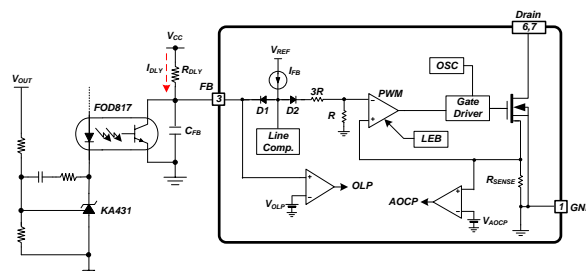 Drain
6,7
VCC
VREF
IDLY
RDLY
IFB
OSC
VOUT
FB
3R
PWM
3
FOD817
D1
D2
Gate
Driver
R
CFB
Line
Comp.
LEB
RSENSE
OLP
AOCP
KA431
VOLP
VAOCP
1
GND